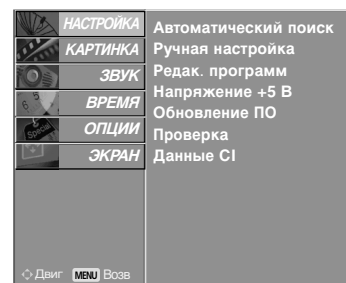 НАСТРОЙКА
КАРТИНКА
ЗВУК
ВРЕМЯ
ОПЦИИ
ЭКРАН
Автоматический поиск
Ручная настройка
Редак. программ
Напряжение +5 В
Обновление ПО
Проверка
Данные CI
Двиг MENU Возв